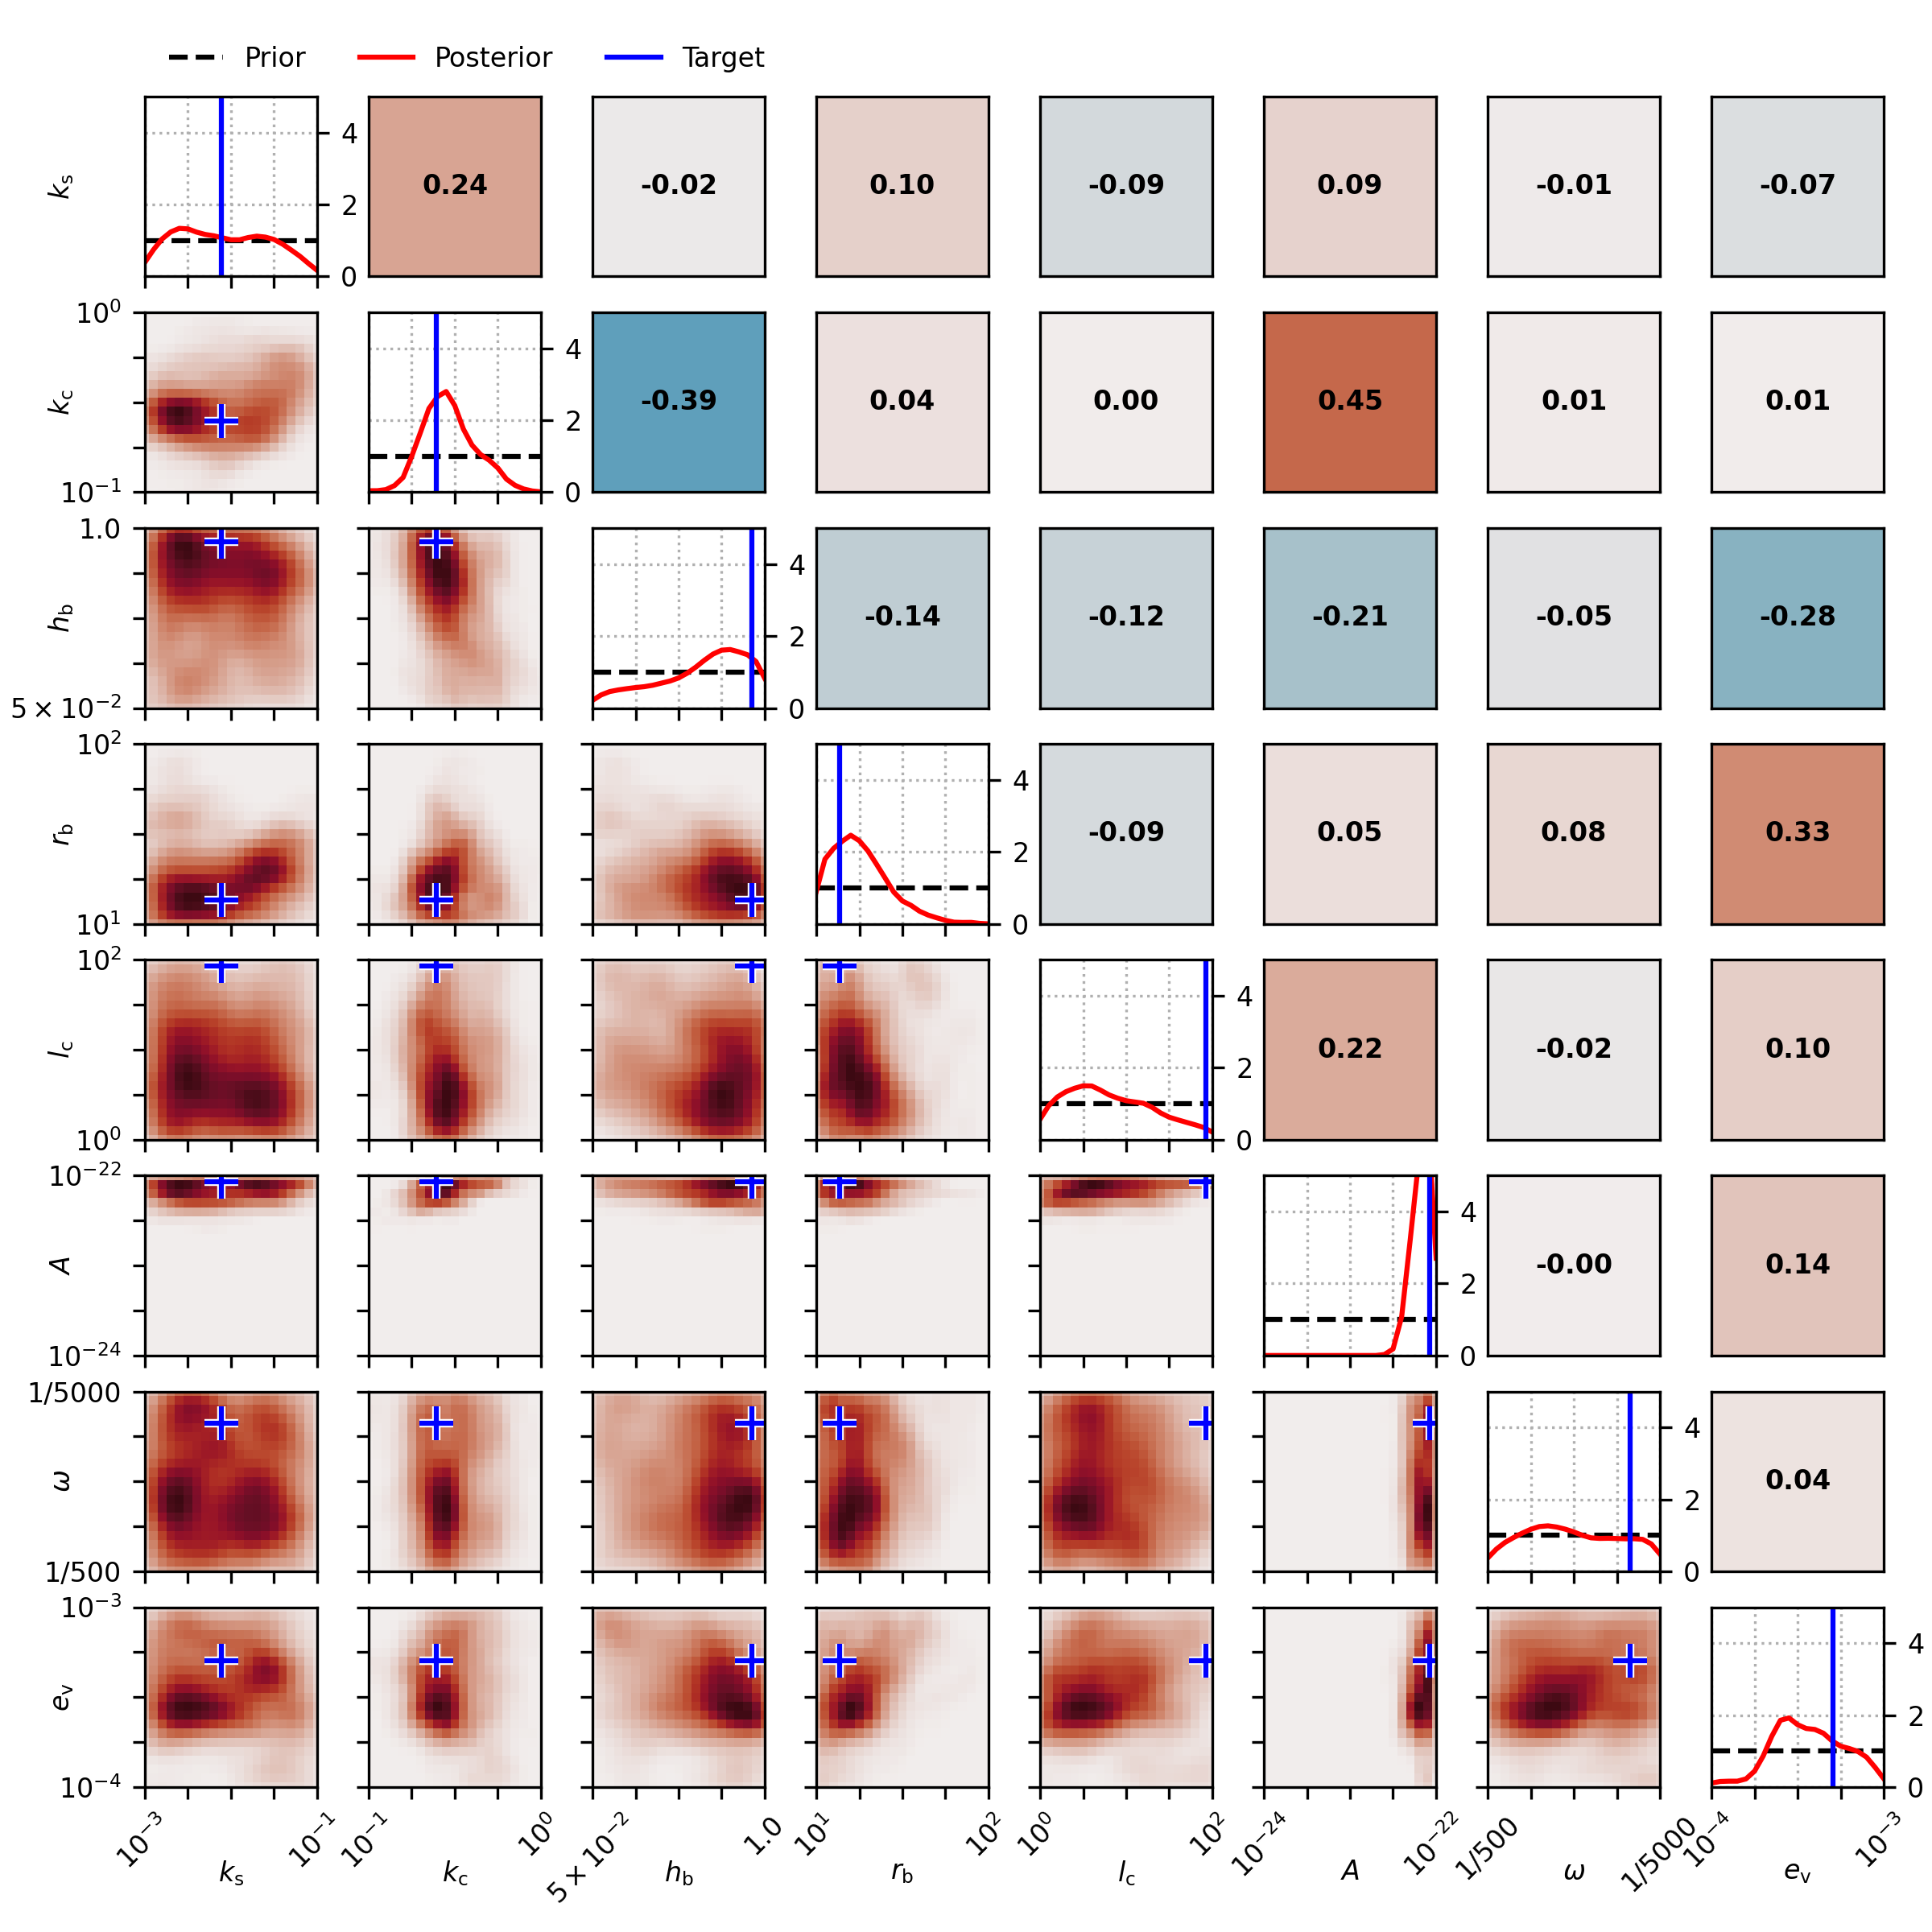 Prior Posterior Target
k_s 4 2 0 0.24 -0.02 0.10 -0.09 0.09 -0.01 -0.07
10^0 k_c 10^-1 4 2 0 -0.39 0.04 0.00 0.45 0.01 0.01
1.0 h_b 5 × 10^-2 4 2 0 -0.14 -0.12 -0.21 -0.05 -0.28
10^2 r_b 10^1 4 2 0 -0.09 0.05 0.08 0.33
10^2 l_c 10^0 4 2 0 0.22 -0.02 0.10
10^-22 A 10^-24 4 2 0 -0.00 0.14
1/5000 ω 1/500 4 2 0 0.04
10^-3 e_v 10^-4 4 2 0
10^-3 10^-1 10^-1 10^0 5 × 10^-2 1.0 10^1 10^2 10^0 10^2 10^-24 10^-22 1/500 1/5000 10^-4 10^-3
k_s k_c h_b r_b l_c A ω e_v